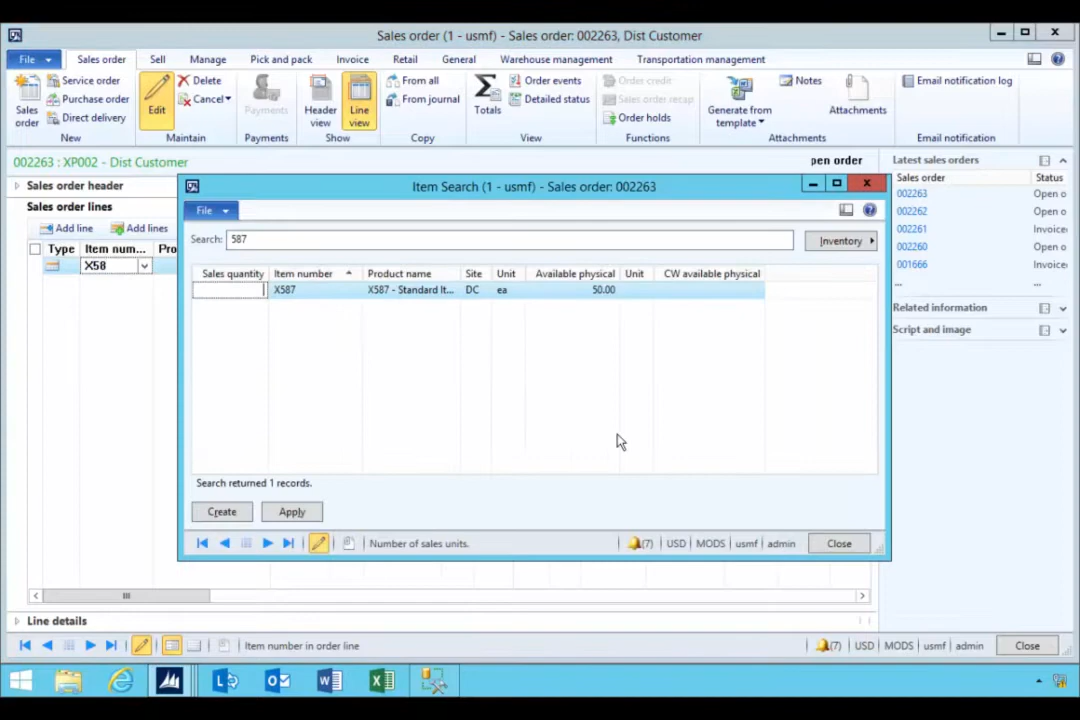 Sales order (1 - usmf) - Sales order: 002263, Dist Customer
File Sales order Sell Manage Pick and pack Invoice Retail General Warehouse management Transportation management
Sales order
Service order
Purchase order
Direct delivery
New
Edit
Delete
Cancel
Maintain
Payments
Payments
Header view
Line view
Show
From all
From journal
Copy
Totals
Order events
Detailed status
View
Order credit
Sales order recap
Order holds
Functions
Generate from template
Notes
Attachments
Attachments
Email notification log
Email notification
002263 : XP002 - Dist Customer
pen order
Sales order header
Sales order lines
Add line Add lines
Type Item num... Pro
X58
Item Search (1 - usmf) - Sales order: 002263
File
Search: 587
Inventory
Sales quantity Item number Product name Site Unit Available physical Unit CW available physical
X587 X587 - Standard It... DC ea 50.00
Search returned 1 records.
Create Apply
Number of sales units. (7) USD MODS usmf admin Close
Latest sales orders
Sales order Status
002263 Open o
002262 Open o
002261 Invoice
002260 Open o
001666 Invoice
... ...
Related information
Script and image
Line details
Item number in order line (7) USD MODS usmf admin Close